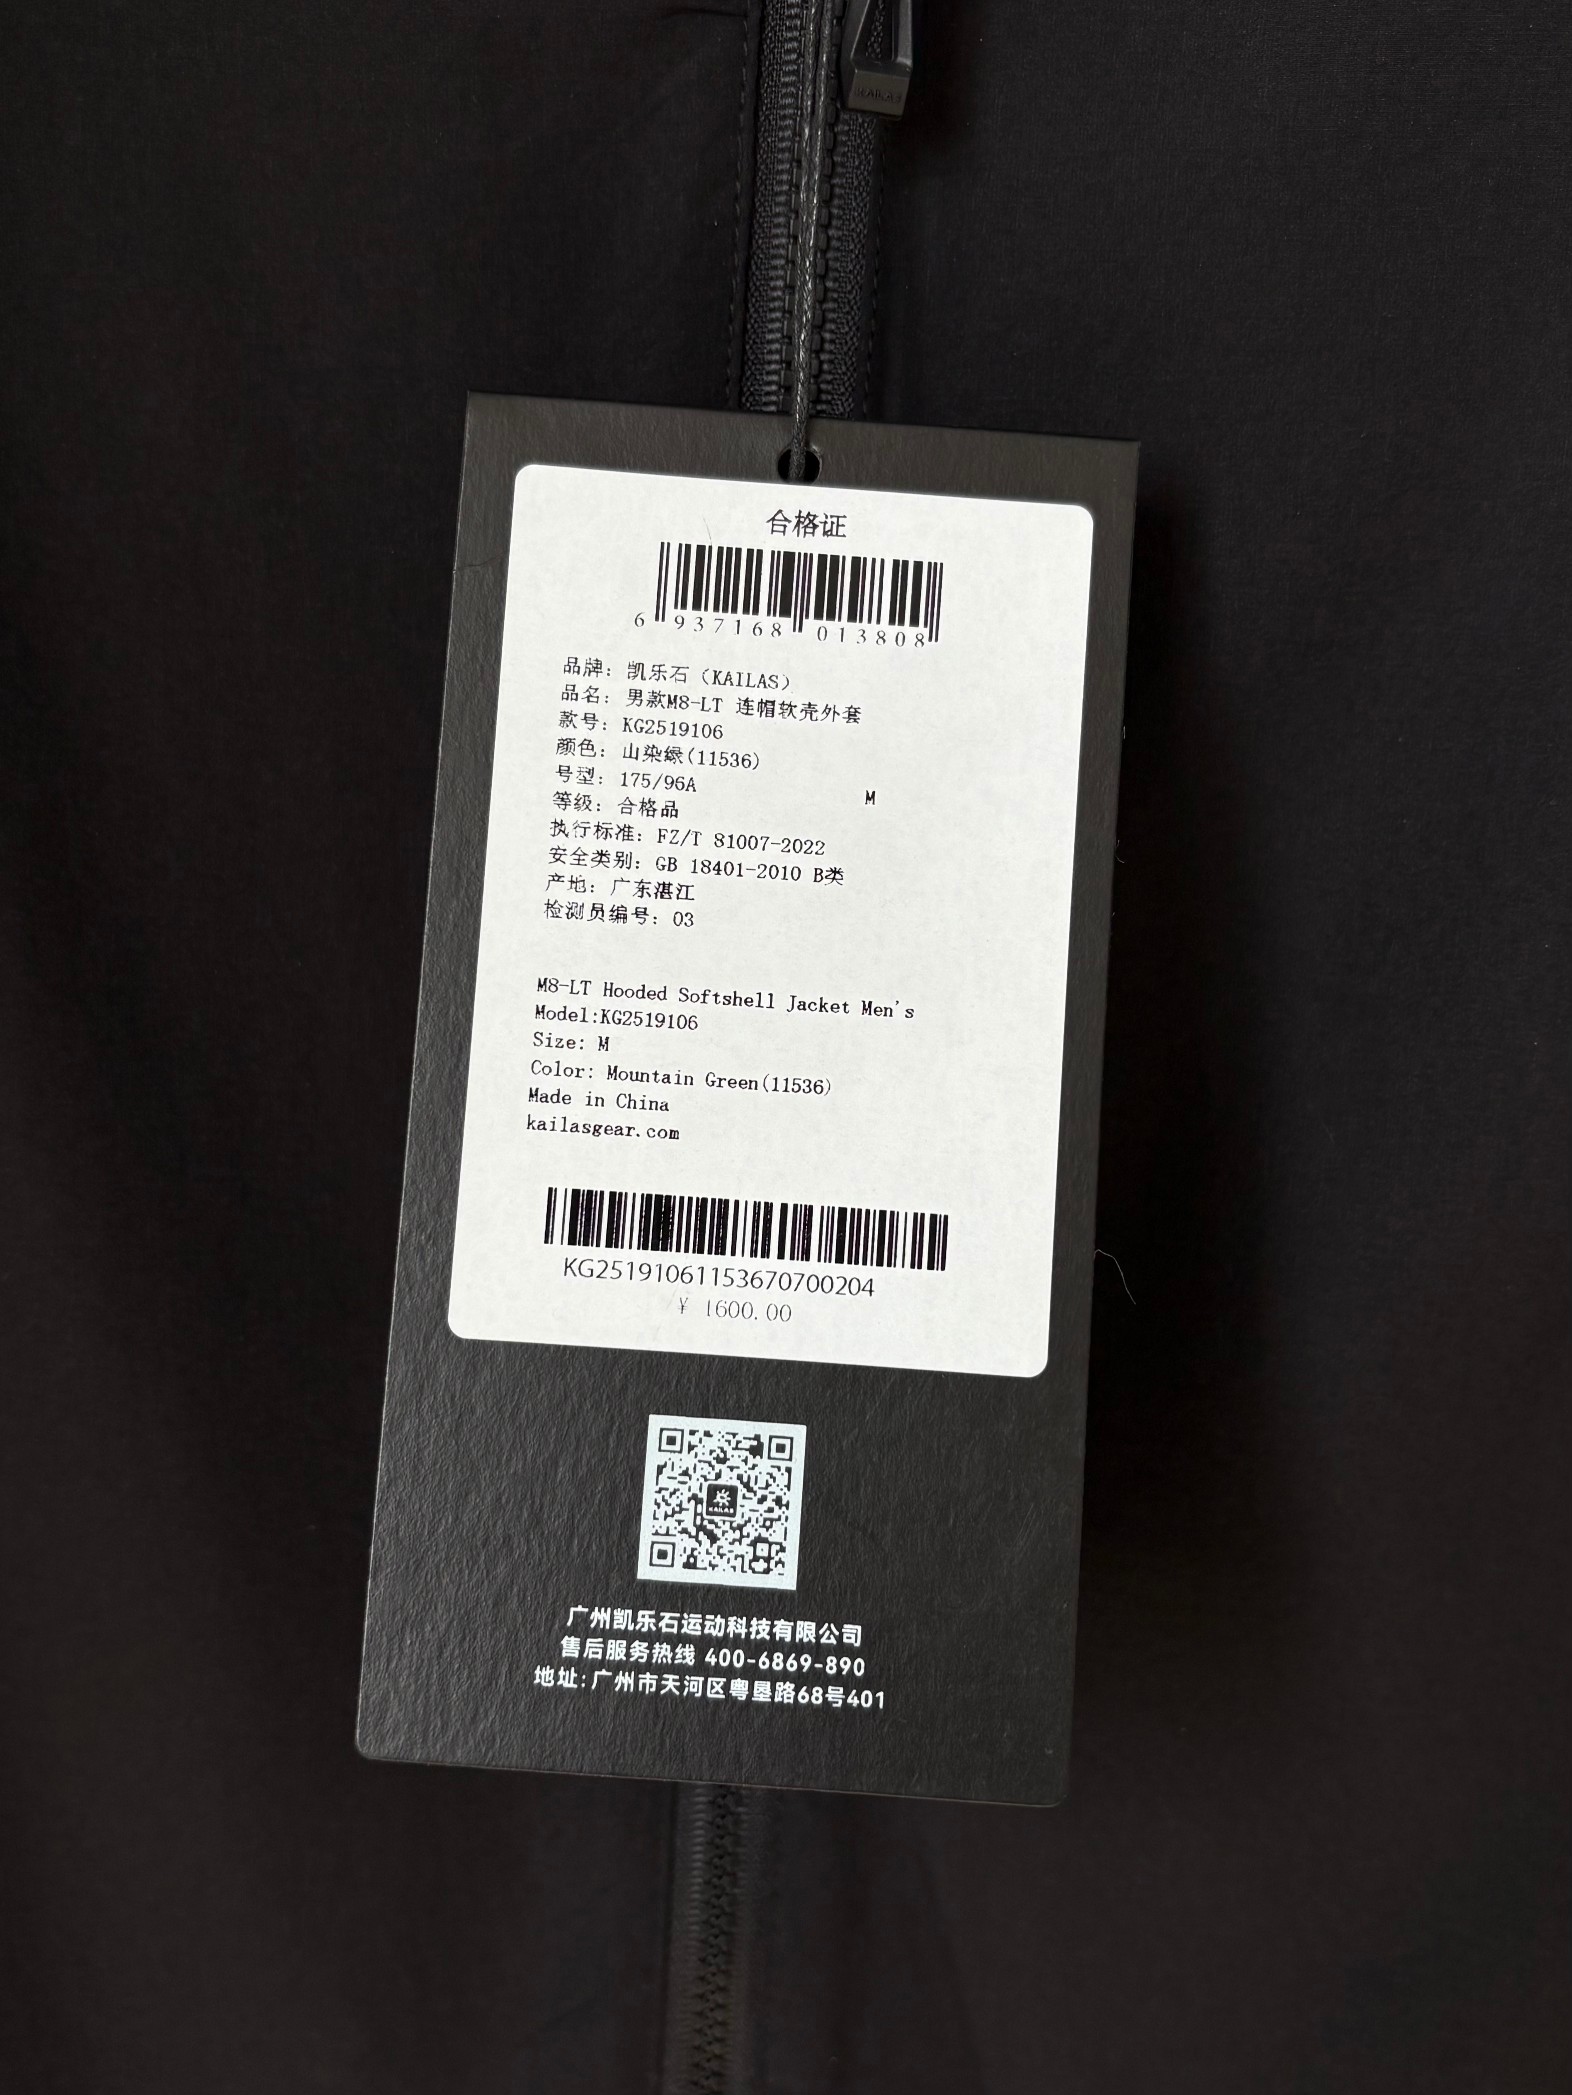 KAILAS
合格证
6 937168 013808
品牌: 凯乐石 (KAILAS)
品名: 男款M8-LT 连帽软壳外套
款号: KG2519106
颜色: 山染绿(11536)
号型: 175/96A M
等级: 合格品
执行标准: FZ/T 81007-2022
安全类别: GB 18401-2010 B类
产地: 广东湛江
检测员编号: 03
M8-LT Hooded Softshell Jacket Men's
Model:KG2519106
Size: M
Color: Mountain Green(11536)
Made in China
kailasgear.com
KG25191061153670700204
¥ 1600.00
KAILAS
广州凯乐石运动科技有限公司
售后服务热线 400-6869-890
地址:广州市天河区粤垦路68号401